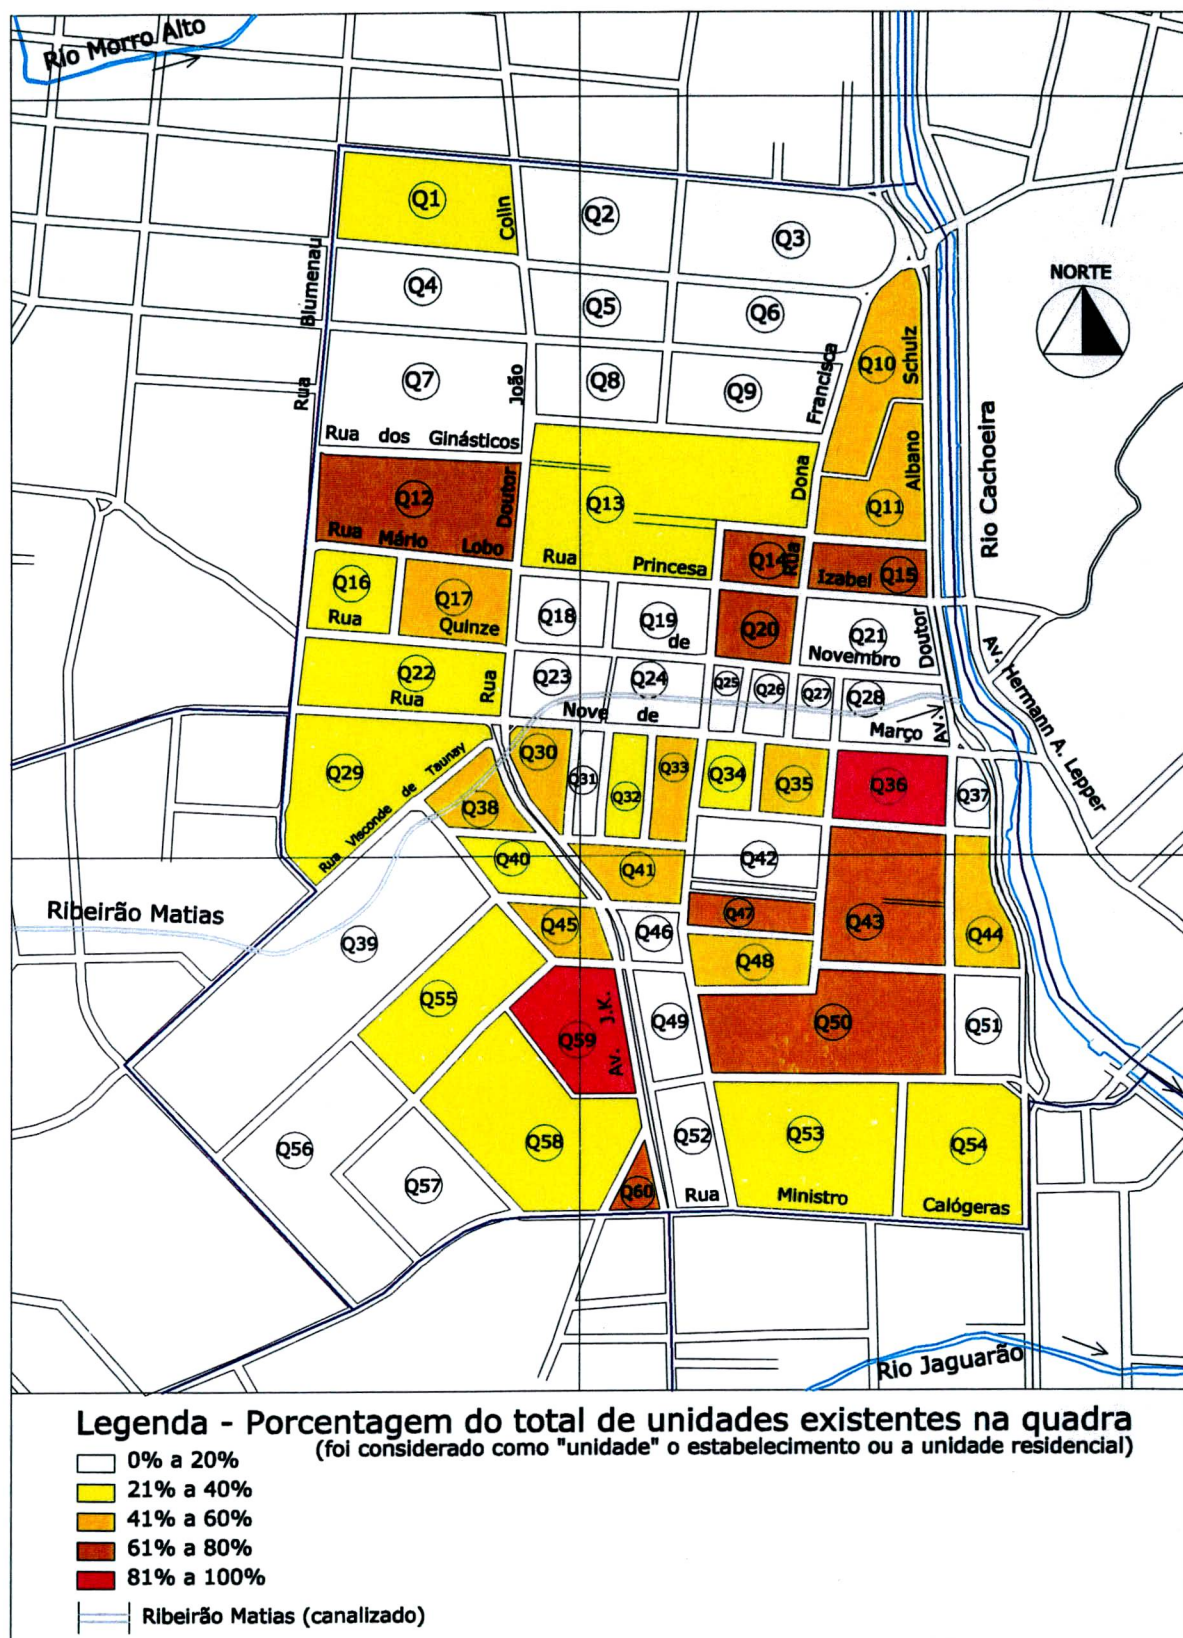 Rio Morro Alto
Q1
Colin
Q2
Q3
Blumenau
Q4
Q5
Q6
NORTE
Q10
Schulz
Rua
Q7
João
Q8
Q9
Francisca
Rua dos Ginásticos
Rio Cachoeira
Q12
Doutor
Q13
Dona
Albano
Q11
Rua Mário Lobo
Rua Princesa
Q14
Rua
Izabel
Q15
Q16
Q17
Q18
Q19
Q20
Q21
Doutor
Rua Quinze de Novembro
Q22
Rua
Q23
Q24
Q25
Q26
Q27
Q28
Av. Hermann A. Lepper
Rua Nove de Março
Av.
Q29
Rua Visconde de Taunay
Q30
Q31
Q32
Q33
Q34
Q35
Q36
Q37
Q38
Q40
Q41
Q42
Ribeirão Matias
Q39
Q45
Q46
Q47
Q43
Q44
Q48
Q55
Q59
Av. J.K.
Q49
Q50
Q51
Q56
Q57
Q58
Q52
Q53
Q54
Q60
Rua Ministro Calógeras
Rio Jaguarão
Legenda - Porcentagem do total de unidades existentes na quadra
(foi considerado como "unidade" o estabelecimento ou a unidade residencial)
0% a 20%
21% a 40%
41% a 60%
61% a 80%
81% a 100%
Ribeirão Matias (canalizado)